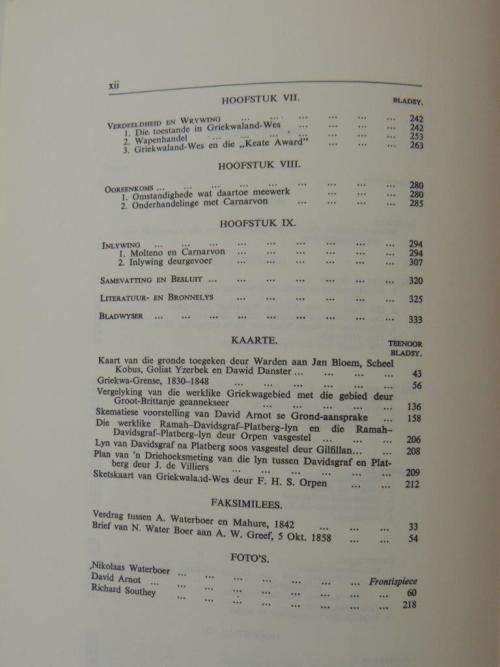 xii
HOOFSTUK VII.
BLADSY.
VERDEELDHEID EN WRYWING ... ... ... ... ... ... 242
1. Die toestande in Griekwaland-Wes ... ... ... ... 242
2. Wapenhandel ... ... ... ... ... ... ... 253
3. Griekwaland-Wes en die „Keate Award” ... ... ... 263
HOOFSTUK VIII.
OOREENKOMS ... ... ... ... ... ... ... ... 280
1. Omstandighede wat daartoe meewerk ... ... ... 280
2. Onderhandelinge met Carnarvon ... ... ... ... 285
HOOFSTUK IX.
INLYWING ... ... ... ... ... ... ... ... 294
1. Molteno en Carnarvon ... ... ... ... ... ... 294
2. Inlywing deurgevoer ... ... ... ... ... ... 307
SAMEVATTING EN BESLUIT ... ... ... ... ... ... 320
LITERATUUR- EN BRONNELYS ... ... ... ... ... ... 325
BLADWYSER ... ... ... ... ... ... ... ... 333
KAARTE.
TEENOOR
BLADSY.
Kaart van die gronde toegeken deur Warden aan Jan Bloem, Scheel
Kobus, Goliat Yzerbek en Dawid Danster ... ... ... ... 43
Griekwa-Grense, 1830–1848 ... ... ... ... ... ... 56
Vergelyking van die werklike Griekwagebied met die gebied deur
Groot-Brittanje geannekseer ... ... ... ... ... 136
Skematiese voorstelling van David Arnot se Grond-aansprake ... 158
Die werklike Ramah–Davidsgraf–Platberg-lyn en die Ramah–
Davidsgraf–Platberg-lyn deur Orpen vasgestel ... ... ... 206
Lyn van Davidsgraf na Platberg soos vasgestel deur Gilfillan ... ... 208
Plan van 'n Driehoeksmeting van die lyn tussen Davidsgraf en Plat-
berg deur J. de Villiers ... ... ... ... ... ... 209
Sketskaart van Griekwaland-Wes deur F. H. S. Orpen ... ... 212
FAKSIMILEES.
Verdrag tussen A. Waterboer en Mahure, 1842 ... ... ... 33
Brief van N. Water Boer aan A. W. Greef, 5 Okt. 1858 ... ... 54
FOTO'S.
Nikolaas Waterboer ... ... ... ... ... ... Frontispiece
David Arnot ... ... ... ... ... ... ... ... 60
Richard Southey ... ... ... ... ... ... ... 218